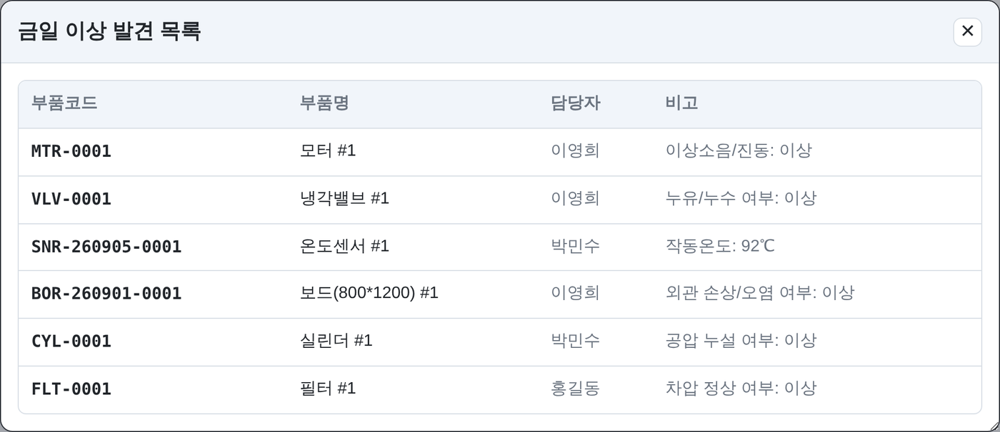 금일 이상 발견 목록 ✕
부품코드 부품명 담당자 비고
MTR-0001 모터 #1 이영희 이상소음/진동: 이상
VLV-0001 냉각밸브 #1 이영희 누유/누수 여부: 이상
SNR-260905-0001 온도센서 #1 박민수 작동온도: 92℃
BOR-260901-0001 보드(800*1200) #1 이영희 외관 손상/오염 여부: 이상
CYL-0001 실린더 #1 박민수 공압 누설 여부: 이상
FLT-0001 필터 #1 홍길동 차압 정상 여부: 이상